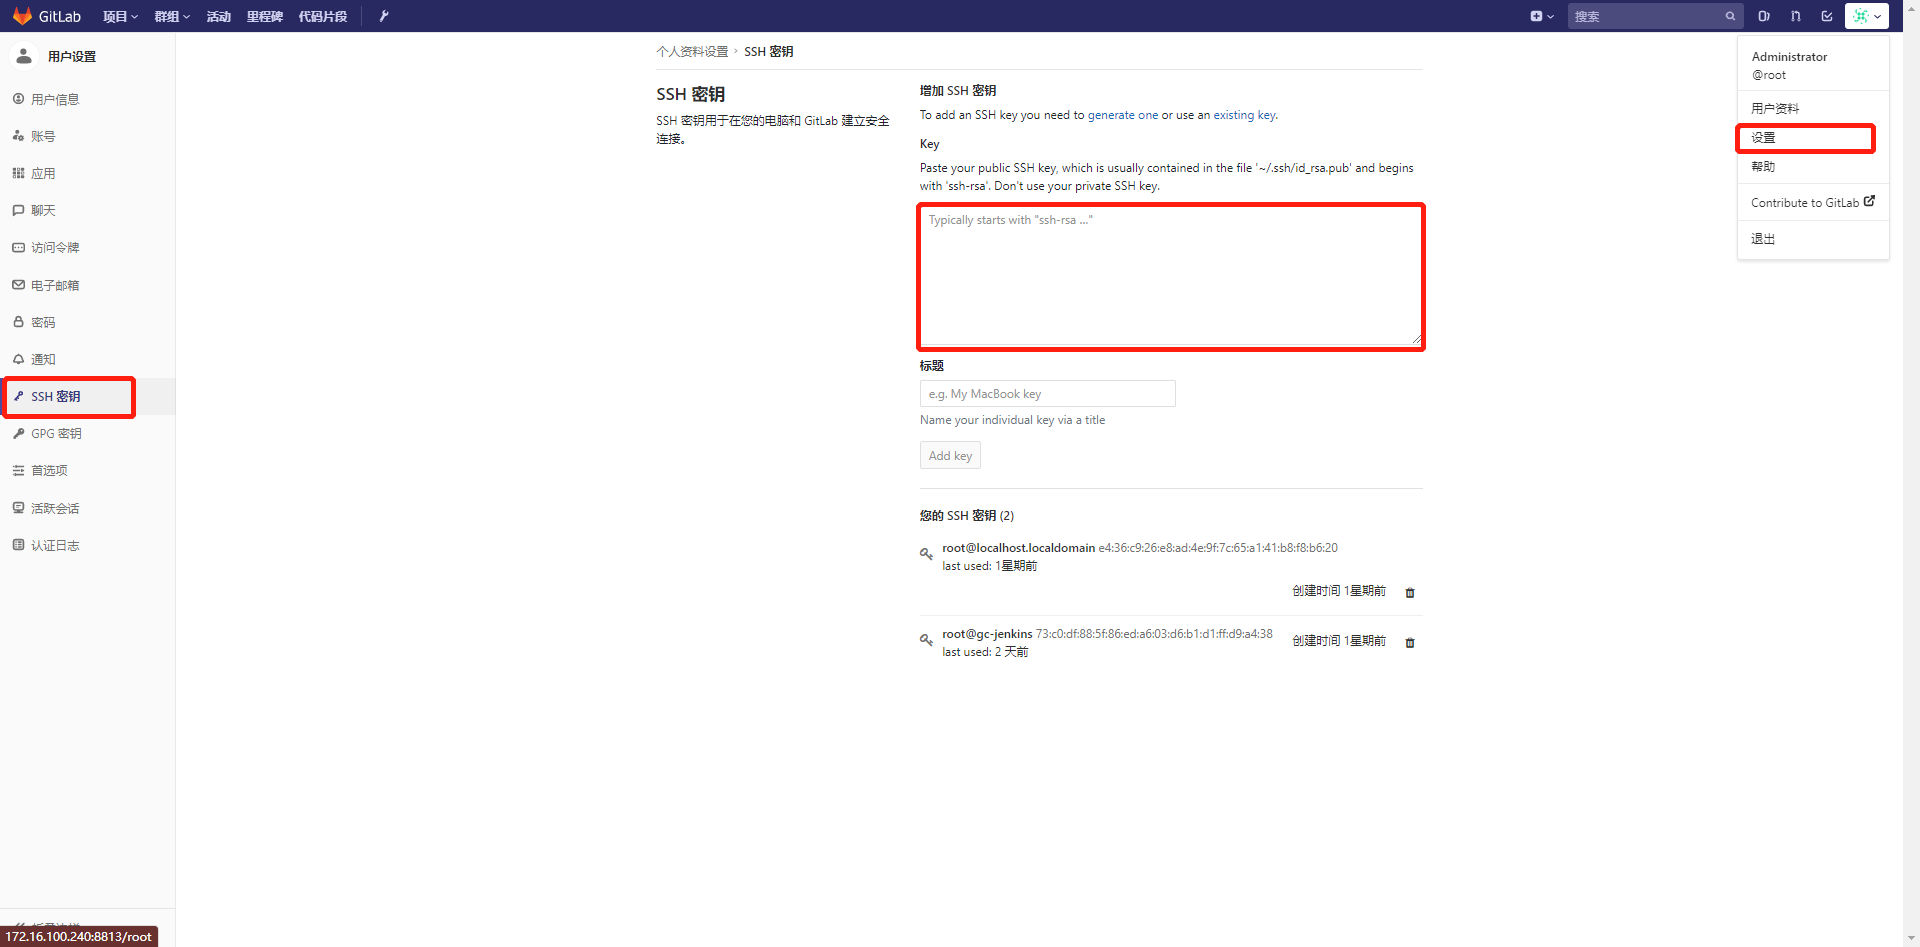 GitLab 项目 群组 活动 里程碑 代码片段
搜索
用户设置
用户信息
账号
应用
聊天
访问令牌
电子邮箱
密码
通知
SSH 密钥
GPG 密钥
首选项
活跃会话
认证日志
172.16.100.240:8813/root
个人资料设置 › SSH 密钥
SSH 密钥
SSH 密钥用于在您的电脑和 GitLab 建立安全
连接。
增加 SSH 密钥
To add an SSH key you need to generate one or use an existing key.
Key
Paste your public SSH key, which is usually contained in the file '~/.ssh/id_rsa.pub' and begins
with 'ssh-rsa'. Don't use your private SSH key.
Typically starts with "ssh-rsa ..."
标题
e.g. My MacBook key
Name your individual key via a title
Add key
您的 SSH 密钥 (2)
root@localhost.localdomain e4:36:c9:26:e8:ad:4e:9f:7c:65:a1:41:b8:f8:b6:20
last used: 1星期前
创建时间 1星期前
root@gc-jenkins 73:c0:df:88:5f:86:ed:a6:03:d6:b1:d1:ff:d9:a4:38
创建时间 1星期前
last used: 2 天前
Administrator
@root
用户资料
设置
帮助
Contribute to GitLab
退出